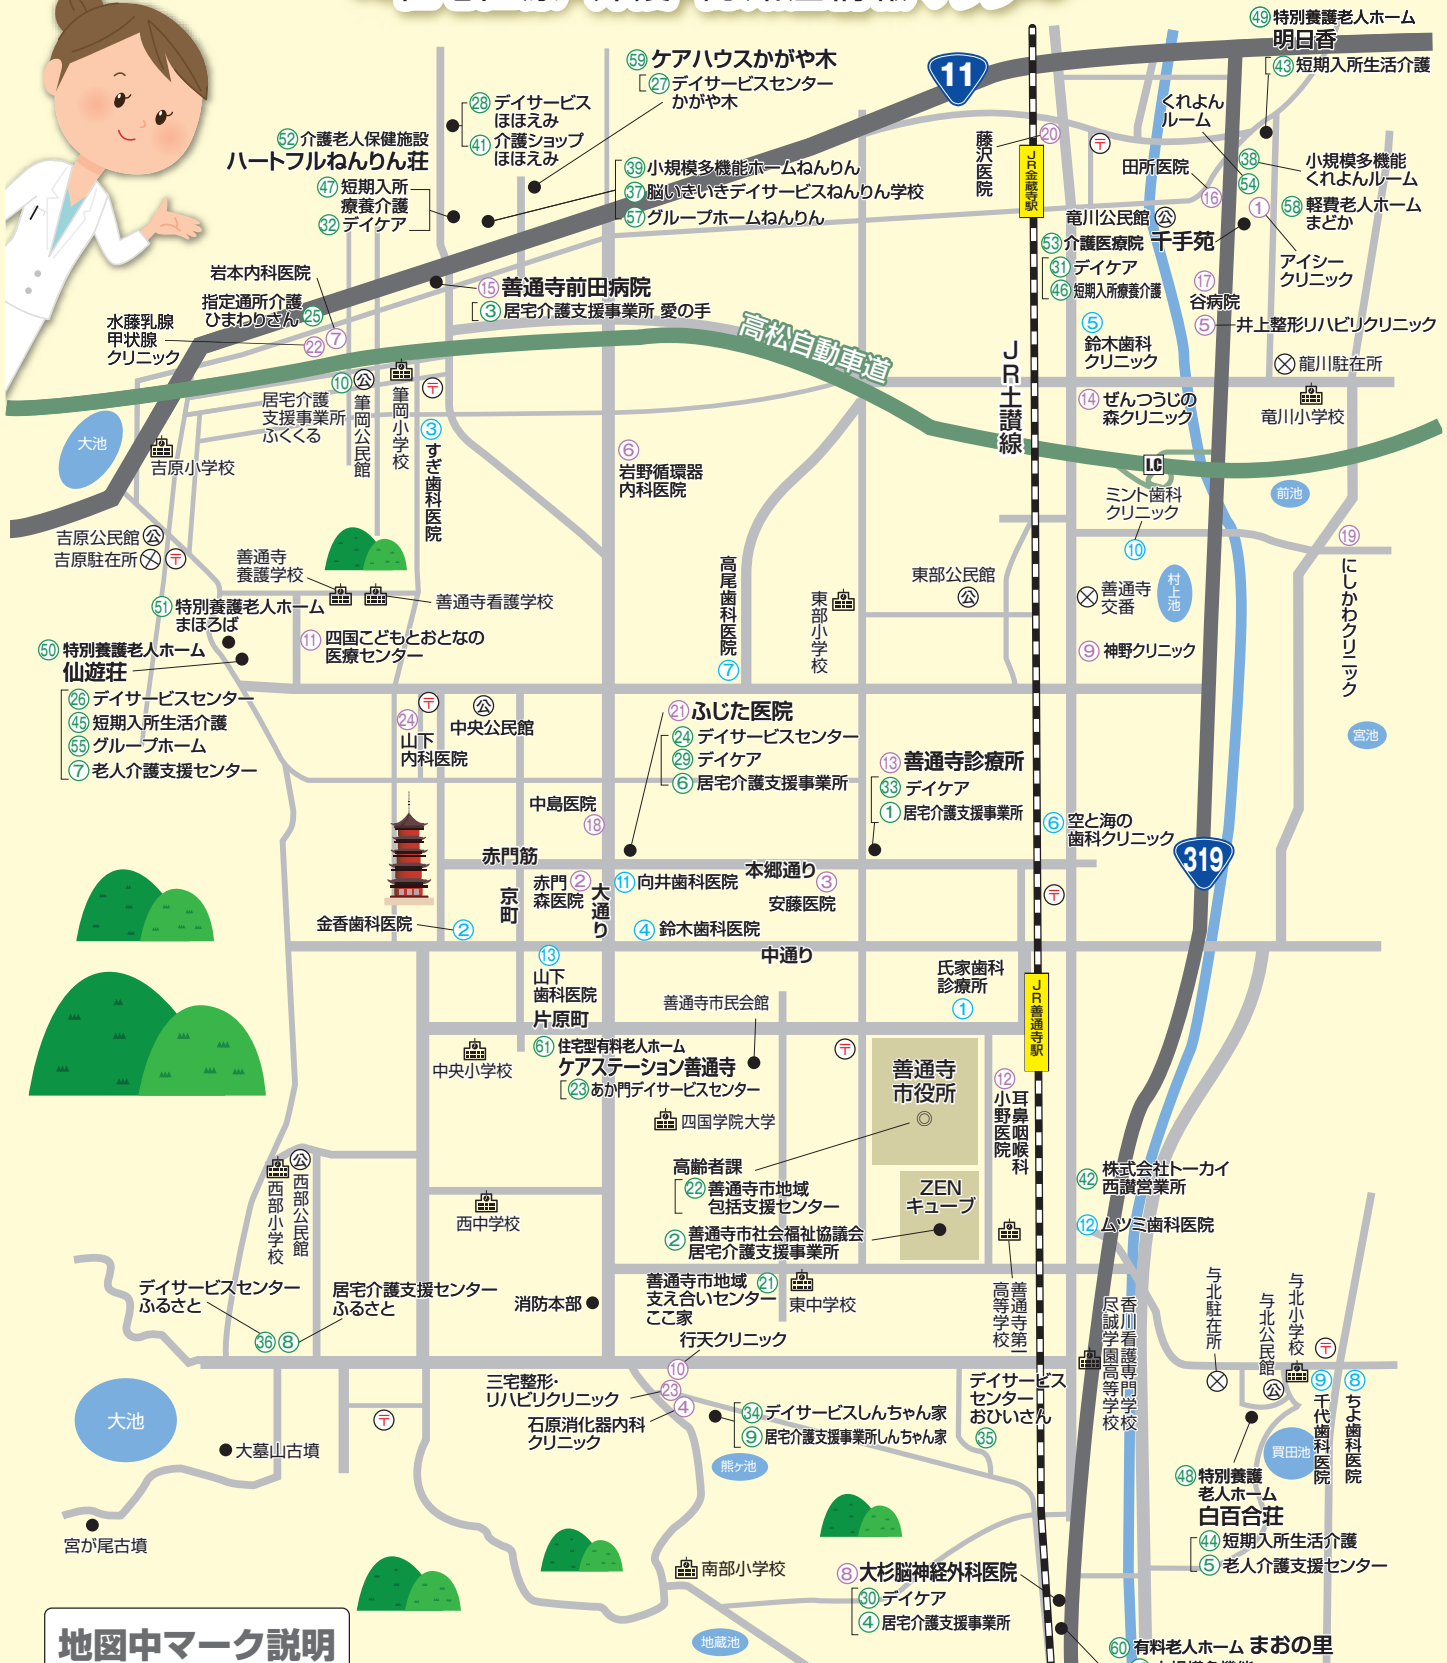 ㊾特別養護老人ホーム
明日香
㊸短期入所生活介護
�59ケアハウスかがや木
㉗デイサービスセンター
かがや木
11
㉘デイサービス
ほほえみ
㊶介護ショップ
ほほえみ
くれよん
ルーム
52介護老人保健施設
ハートフルねんりん荘
㊼短期入所
療養介護
㉜デイケア
㊴小規模多機能ホームねんりん
㊲脳いきいきデイサービスねんりん学校
57グループホームねんりん
藤沢医院
⑳
JR金蔵寺駅
〒
田所医院
⑯
㊳
54
小規模多機能
くれよんルーム
①
58軽費老人ホーム
まどか
竜川公民館 公
53介護医療院 千手苑
㉛デイケア
㊻短期入所療養介護
アイシー
クリニック
⑰
谷病院
岩本内科医院
指定通所介護
ひまわりさん㉕
水藤乳腺
甲状腺
クリニック
㉒
⑦
⑮善通寺前田病院
③居宅介護支援事業所 愛の手
高松自動車道
JR土讃線
⑤
鈴木歯科
クリニック
⑤井上整形リハビリクリニック
龍川駐在所
⑩公
居宅介護
支援事業所
ふくくる
筆岡公民館
筆岡小学校
〒
③
すぎ歯科医院
⑭ぜんつうじの
森クリニック
竜川小学校
大池
吉原小学校
⑥
岩野循環器
内科医院
I.C
ミント歯科
クリニック
⑩
前池
⑲
にしかわクリニック
吉原公民館 公
吉原駐在所 〒
善通寺
養護学校
善通寺看護学校
高尾歯科医院
⑦
東部小学校
東部公民館
公
善通寺
交番
村上池
51特別養護老人ホーム
まほろば
㊿特別養護老人ホーム
仙遊荘
⑪四国こどもとおとなの
医療センター
⑨神野クリニック
㉖デイサービスセンター
㊺短期入所生活介護
55グループホーム
⑦老人介護支援センター
〒
㉔
山下
内科医院
公
中央公民館
㉑ふじた医院
㉔デイサービスセンター
㉙デイケア
⑥居宅介護支援事業所
⑬善通寺診療所
㉝デイケア
①居宅介護支援事業所
宮池
中島医院
⑱
⑥空と海の
歯科クリニック
319
赤門筋
本郷通り
京町
赤門②
森医院
大通り
⑪向井歯科医院
③
安藤医院
〒
金香歯科医院
②
④鈴木歯科医院
中通り
⑬
山下
歯科医院
片原町
善通寺市民会館
氏家歯科
診療所
①
JR善通寺駅
中央小学校
61住宅型有料老人ホーム
ケアステーション善通寺
㉓あか門デイサービスセンター
〒
善通寺
市役所
⑫
耳鼻咽喉科
小野医院
四国学院大学
高齢者課
㉒善通寺市地域
包括支援センター
ZEN
キューブ
㊷株式会社トーカイ
西讃営業所
公
西部小学校
西部公民館
西中学校
②善通寺市社会福祉協議会
居宅介護支援事業所
⑫ムツミ歯科医院
デイサービスセンター
ふるさと
居宅介護支援センター
ふるさと
㊱⑧
消防本部
善通寺市地域㉑
支え合いセンター
ここ家
東中学校
善通寺第一
高等学校
香川看護専門学校
尽誠学園高等学校
与北駐在所
与北公民館
公
与北小学校
〒
行天クリニック
⑩
三宅整形・
リハビリクリニック
㉓
④
石原消化器内科
クリニック
㉞デイサービスしんちゃん家
⑨居宅介護支援事業所しんちゃん家
デイサービス
センター
おひいさん
㉟
⑨
千代歯科医院
⑧
ちよ歯科医院
大池
〒
大墓山古墳
熊ヶ池
買田池
㊽特別養護
老人ホーム
白百合荘
㊹短期入所生活介護
⑤老人介護支援センター
宮が尾古墳
南部小学校
⑧大杉脳神経外科医院
㉚デイケア
④居宅介護支援事業所
地図中マーク説明
地蔵池
60有料老人ホーム まおの里